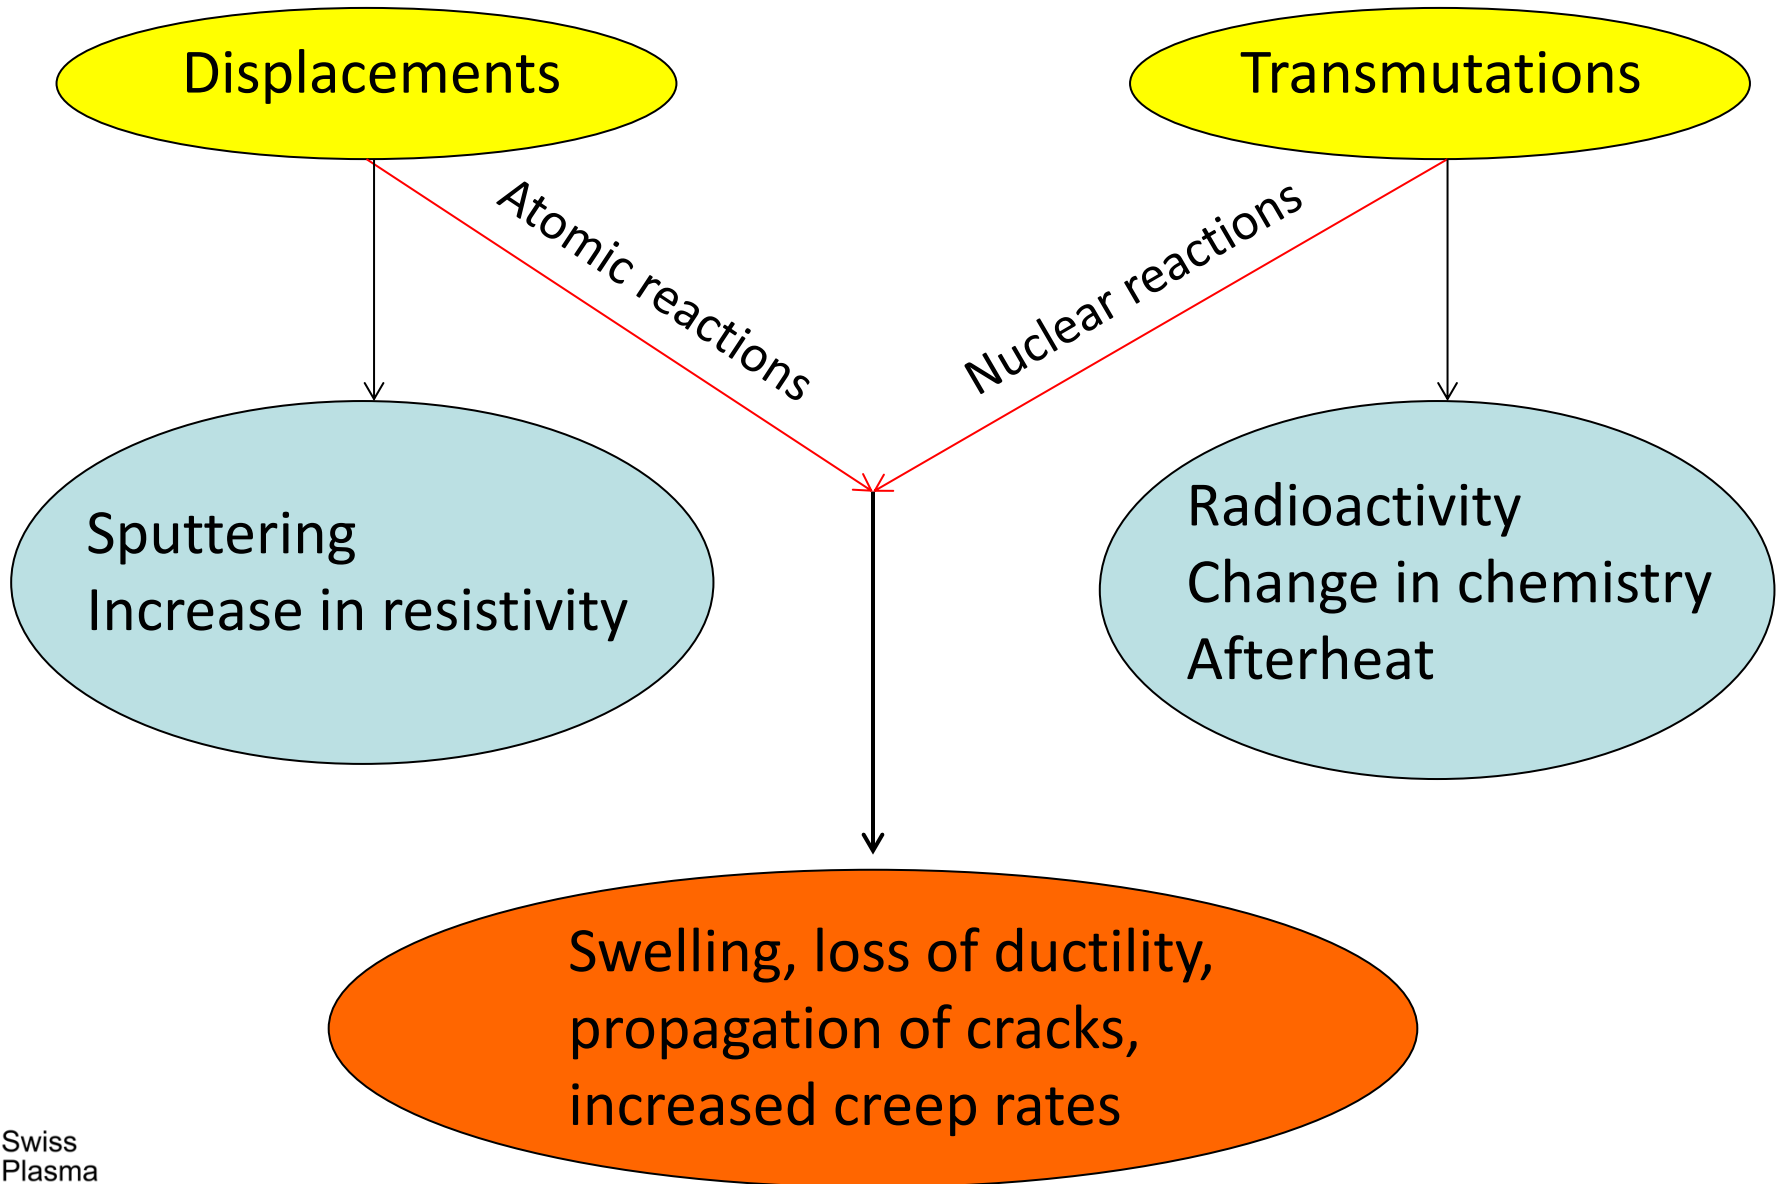 Displacements
Transmutations
Atomic reactions
Nuclear reactions
Sputtering
Increase in resistivity
Radioactivity
Change in chemistry
Afterheat
Swelling, loss of ductility,
propagation of cracks,
increased creep rates
Swiss
Plasma